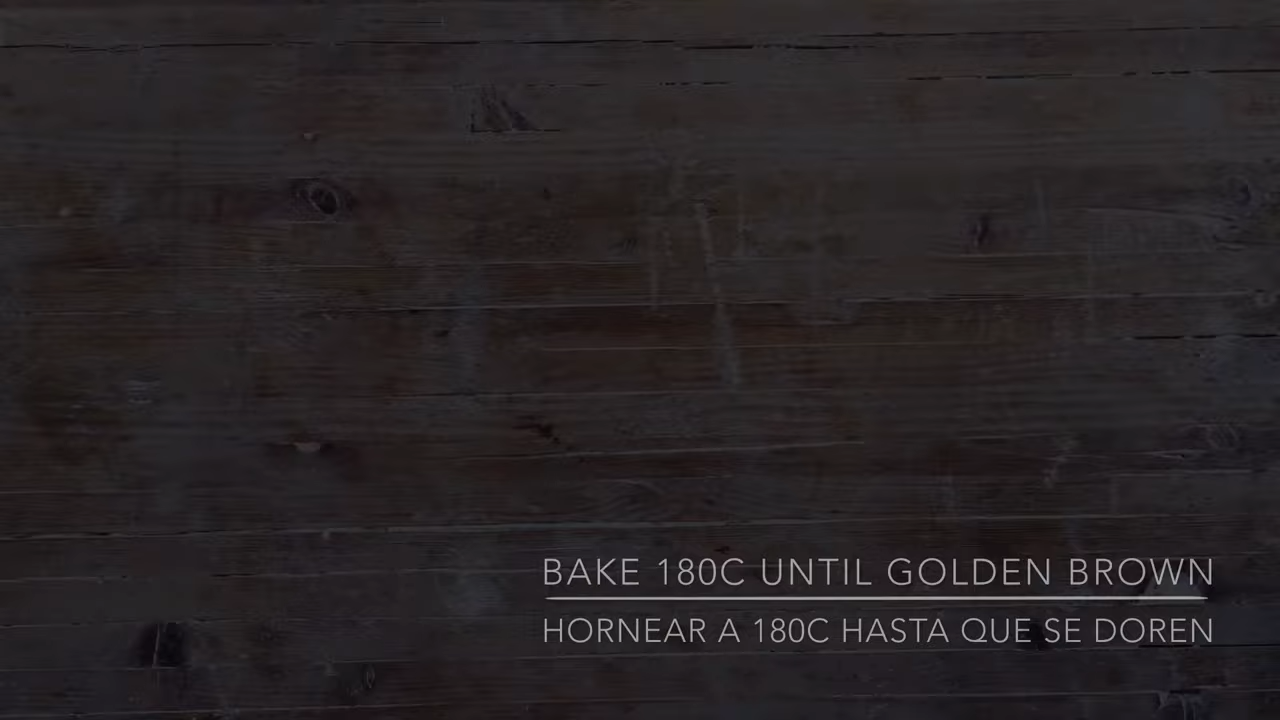 BAKE 180C UNTIL GOLDEN BROWN
HORNEAR A 180C HASTA QUE SE DOREN